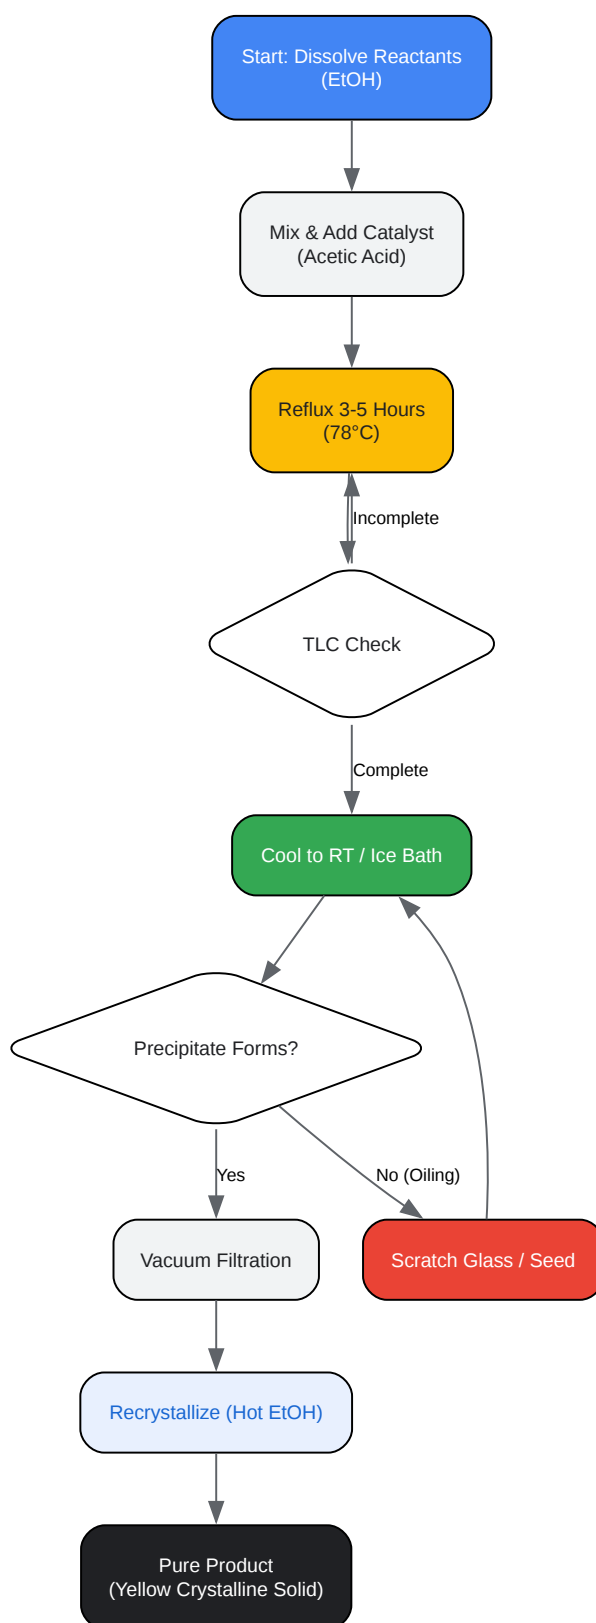 Start: Dissolve Reactants
(EtOH)
Mix & Add Catalyst
(Acetic Acid)
Reflux 3-5 Hours
(78°C)
Incomplete
TLC Check
Complete
Cool to RT / Ice Bath
Precipitate Forms?
Yes
No (Oiling)
Vacuum Filtration
Scratch Glass / Seed
Recrystallize (Hot EtOH)
Pure Product
(Yellow Crystalline Solid)